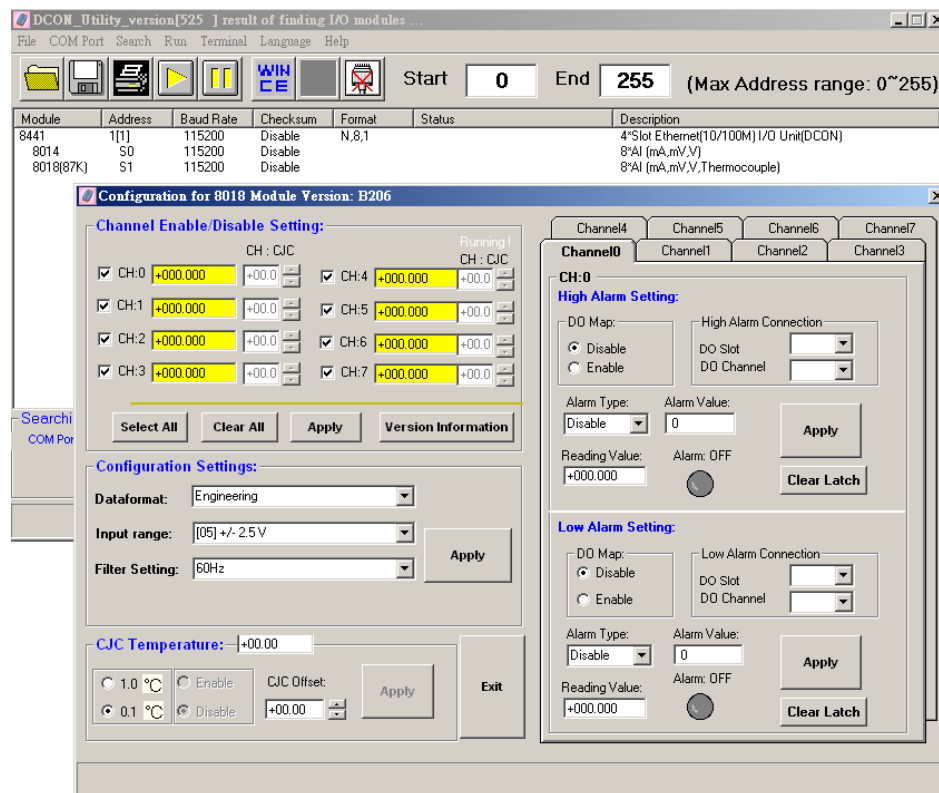 DCON_Utility_version[525 ] result of finding I/O modules ...
File COM Port Search Run Terminal Language Help
WIN CE Start 0 End 255 (Max Address range: 0~255)
Module Address Baud Rate Checksum Format Status Description
8441 1[1] 115200 Disable N,8,1 4*Slot Ethernet(10/100M) I/O Unit(DCON)
8014 S0 115200 Disable 8*AI (mA,mV,V)
8018(87K) S1 115200 Disable 8*AI (mA,mV,V,Thermocouple)
Searchi
COM Por
Configuration for 8018 Module Version: B206
Channel Enable/Disable Setting:
Running !
CH : CJC CH : CJC
CH:0 +000.000 +00.0 CH:4 +000.000 +00.0
CH:1 +000.000 +00.0 CH:5 +000.000 +00.0
CH:2 +000.000 +00.0 CH:6 +000.000 +00.0
CH:3 +000.000 +00.0 CH:7 +000.000 +00.0
Select All Clear All Apply Version Information
Configuration Settings:
Dataformat: Engineering
Input range: [05] +/- 2.5 V
Filter Setting: 60Hz
Apply
CJC Temperature: +00.00
1.0 °C Enable CJC Offset:
0.1 °C Disable +00.00 Apply
Exit
Channel4 Channel5 Channel6 Channel7
Channel0 Channel1 Channel2 Channel3
CH:0
High Alarm Setting:
DO Map: High Alarm Connection
Disable DO Slot
Enable DO Channel
Alarm Type: Alarm Value:
Disable 0 Apply
Reading Value: Alarm: OFF
+000.000 Clear Latch
Low Alarm Setting:
DO Map: Low Alarm Connection
Disable DO Slot
Enable DO Channel
Alarm Type: Alarm Value:
Disable 0 Apply
Reading Value: Alarm: OFF
+000.000 Clear Latch